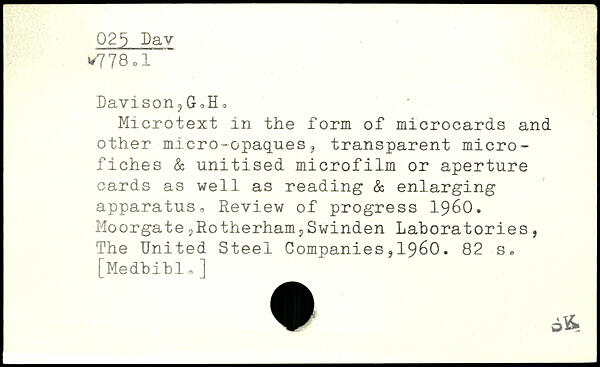 025 Dav
778.1
Davison,G.H.
Microtext in the form of microcards and
other micro-opaques, transparent micro-
fiches & unitised microfilm or aperture
cards as well as reading & enlarging
apparatus. Review of progress 1960.
Moorgate,Rotherham,Swinden Laboratories,
The United Steel Companies,1960. 82 s.
[Medbibl.]
SK